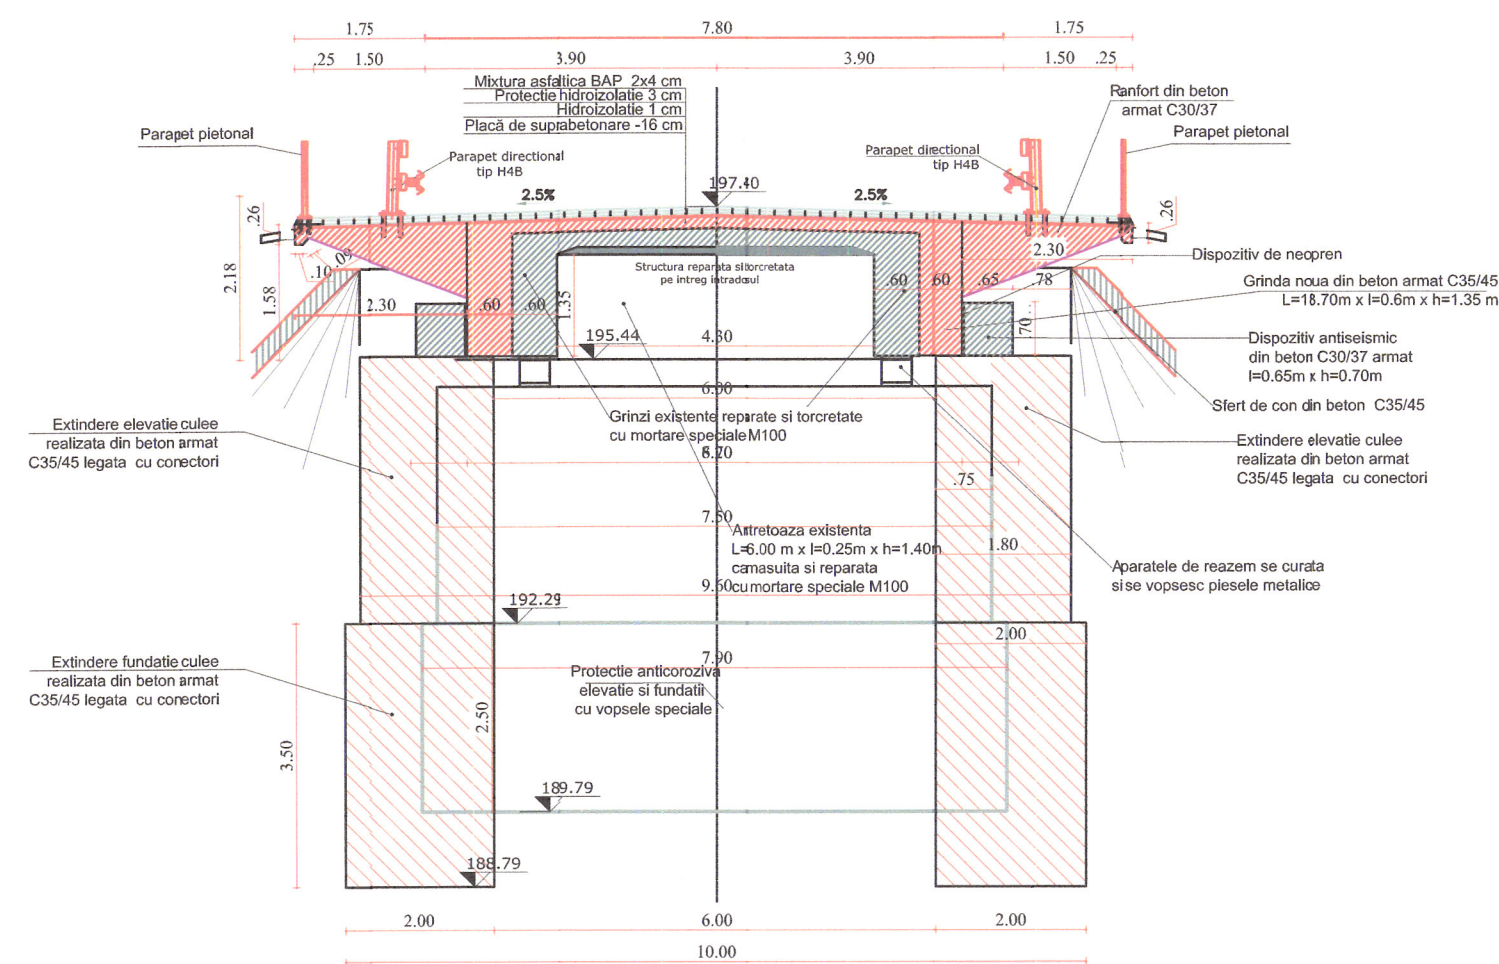 1.75
7.80
1.75
.25
1.50
3.90
3.90
1.50
.25
Mixtura asfaltica BAP 2x4 cm
Protectie hidroizolatie 3 cm
Hidroizolatie 1 cm
Placă de suprabetonare -16 cm
Ranfort din beton
armat C30/37
Parapet pietonal
Parapet pietonal
Parapet directional
tip H4B
Parapet directional
tip H4B
197.40
2.5%
2.5%
.26
.26
2.18
1.58
.10
.09
2.30
2.30
.60
.60
1.35
.60
.60
.65
.78
.70
Structura reparata si torcretata
pe intreg intradosul
Dispozitiv de neopren
Grinda noua din beton armat C35/45
L=18.70m x l=0.6m x h=1.35 m
195.44
4.80
Dispozitiv antiseismic
din beton C30/37 armat
l=0.65m x h=0.70m
Sfert de con din beton C35/45
6.00
Grinzi existente reparate si torcretate
cu mortare speciale M100
Extindere elevatie culee
realizata din beton armat
C35/45 legata cu conectori
Extindere elevatie culee
realizata din beton armat
C35/45 legata cu conectori
.75
7.50
Antretoaza existenta
L=6.00 m x l=0.25m x h=1.40m
camasuita si reparata
cu mortare speciale M100
1.80
Aparatele de reazem se curata
si se vopsesc piesele metalice
9.60
192.29
2.00
7.90
Extindere fundatie culee
realizata din beton armat
C35/45 legata cu conectori
Protectie anticoroziva
elevatie si fundatii
cu vopsele speciale
2.50
3.50
189.79
188.79
2.00
6.00
2.00
10.00